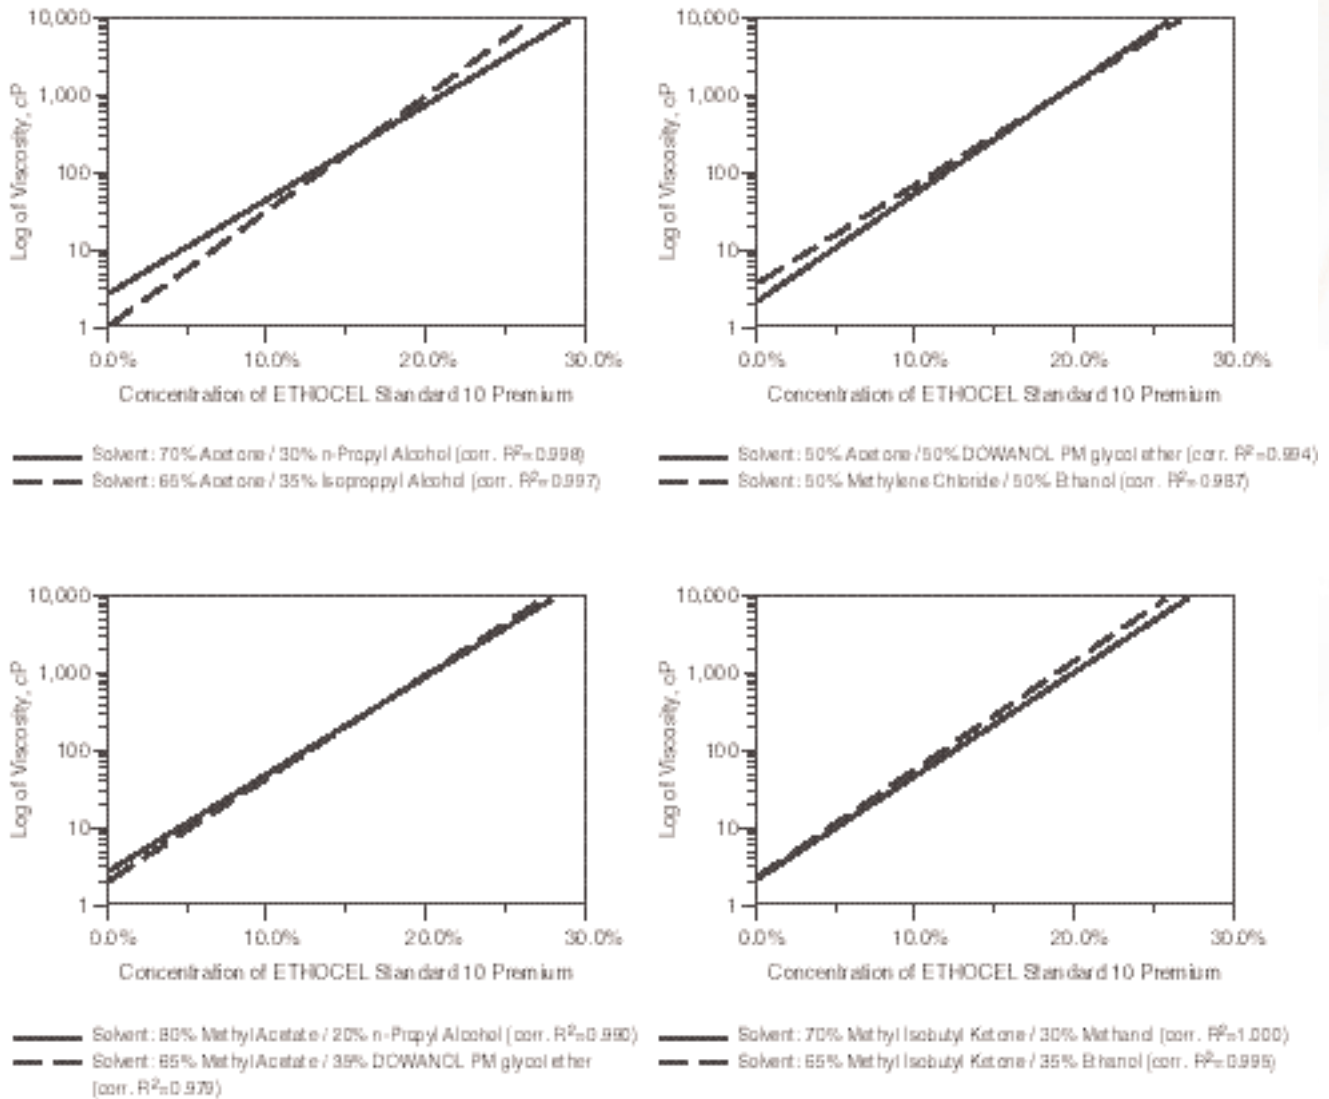 10,000
1,000
100
10
1
Log of Viscosity, cP
0.0% 10.0% 20.0% 30.0%
Concentration of ETHOCEL Standard 10 Premium
Solvent: 70% Acetone / 30% n-Propyl Alcohol (corr. R²=0.998)
Solvent: 65% Acetone / 35% Isoproppyl Alcohol (corr. R²=0.997)
10,000
1,000
100
10
1
Log of Viscosity, cP
0.0% 10.0% 20.0% 30.0%
Concentration of ETHOCEL Standard 10 Premium
Solvent: 50% Acetone /50% DOWANOL PM glycol ether (corr. R²=0.994)
Solvent: 50% Methylene Chloride / 50% Ethanol (corr. R²=0.987)
10,000
1,000
100
10
1
Log of Viscosity, cP
0.0% 10.0% 20.0% 30.0%
Concentration of ETHOCEL Standard 10 Premium
Solvent: 80% Methyl Acetate / 20% n-Propyl Alcohol (corr. R²=0.990)
Solvent: 65% Methyl Acetate / 35% DOWANOL PM glycol ether
(corr. R²=0.979)
10,000
1,000
100
10
1
Log of Viscosity, cP
0.0% 10.0% 20.0% 30.0%
Concentration of ETHOCEL Standard 10 Premium
Solvent: 70% Methyl Isobutyl Ketone / 30% Methanol (corr. R²=1.000)
Solvent: 65% Methyl Isobutyl Ketone / 35% Ethanol (corr. R²=0.995)